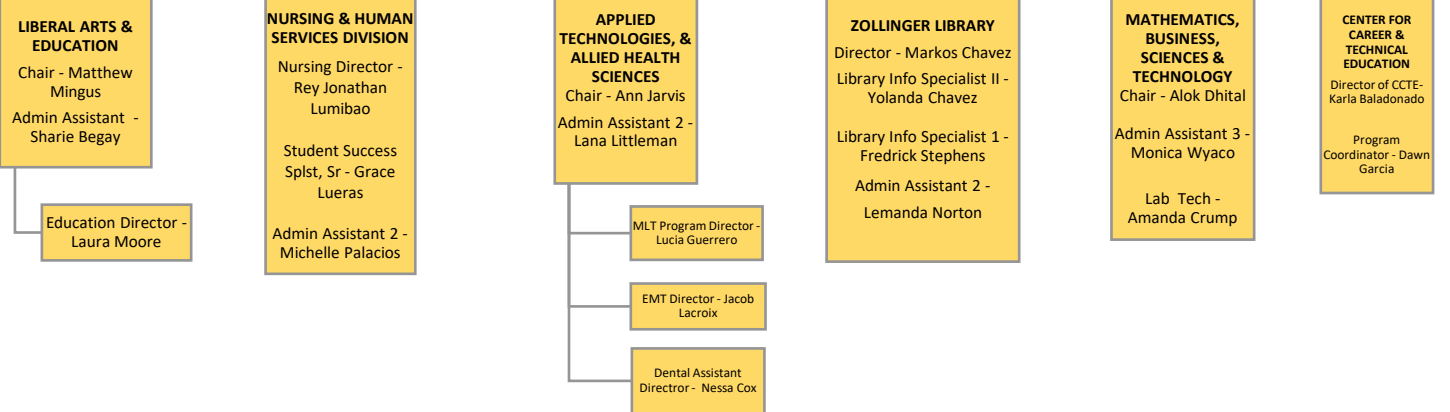 LIBERAL ARTS &
EDUCATION
Chair - Matthew
Mingus
Admin Assistant -
Sharie Begay
Education Director -
Laura Moore
NURSING & HUMAN
SERVICES DIVISION
Nursing Director -
Rey Jonathan
Lumibao
Student Success
Splst, Sr - Grace
Lueras
Admin Assistant 2 -
Michelle Palacios
APPLIED
TECHNOLOGIES, &
ALLIED HEALTH
SCIENCES
Chair - Ann Jarvis
Admin Assistant 2 -
Lana Littleman
MLT Program Director -
Lucia Guerrero
EMT Director - Jacob
Lacroix
Dental Assistant
Directror - Nessa Cox
ZOLLINGER LIBRARY
Director - Markos Chavez
Library Info Specialist II -
Yolanda Chavez
Library Info Specialist 1 -
Fredrick Stephens
Admin Assistant 2 -
Lemanda Norton
MATHEMATICS,
BUSINESS,
SCIENCES &
TECHNOLOGY
Chair - Alok Dhital
Admin Assistant 3 -
Monica Wyaco
Lab Tech -
Amanda Crump
CENTER FOR
CAREER &
TECHNICAL
EDUCATION
Director of CCTE-
Karla Baladonado
Program
Coordinator - Dawn
Garcia